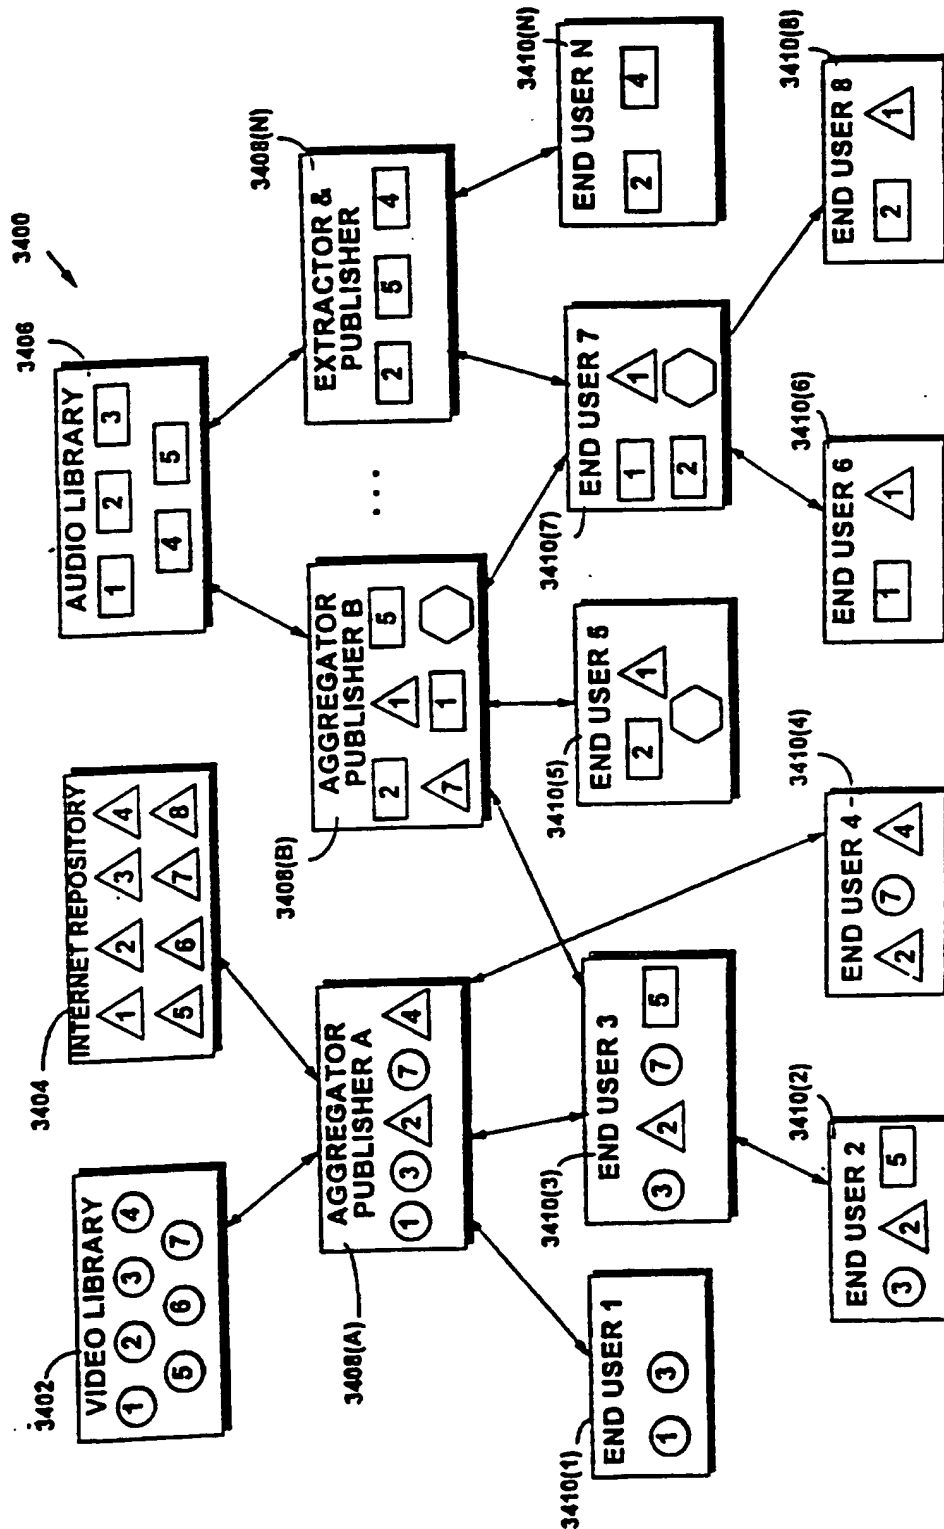 3400
3402
VIDEO LIBRARY
1 2 3 4
5 6 7
3404
INTERNET REPOSITORY
1 2 3 4
5 6 7 8
3406
AUDIO LIBRARY
1 2 3
4 5
3408(A)
AGGREGATOR
PUBLISHER A
1 3 2 7 4
3408(B)
AGGREGATOR
PUBLISHER B
2 1 5
7 1
...
3408(N)
EXTRACTOR &
PUBLISHER
2 5 4
3410(1)
END USER 1
1 3
3410(3)
END USER 3
3 2 7 5
3410(5)
END USER 5
2 1
3410(7)
END USER 7
1 1
2
3410(N)
END USER N
2 4
3410(2)
END USER 2
3 2 5
3410(4)
END USER 4
2 7 4
3410(6)
END USER 6
1 1
3410(8)
END USER 8
2 1